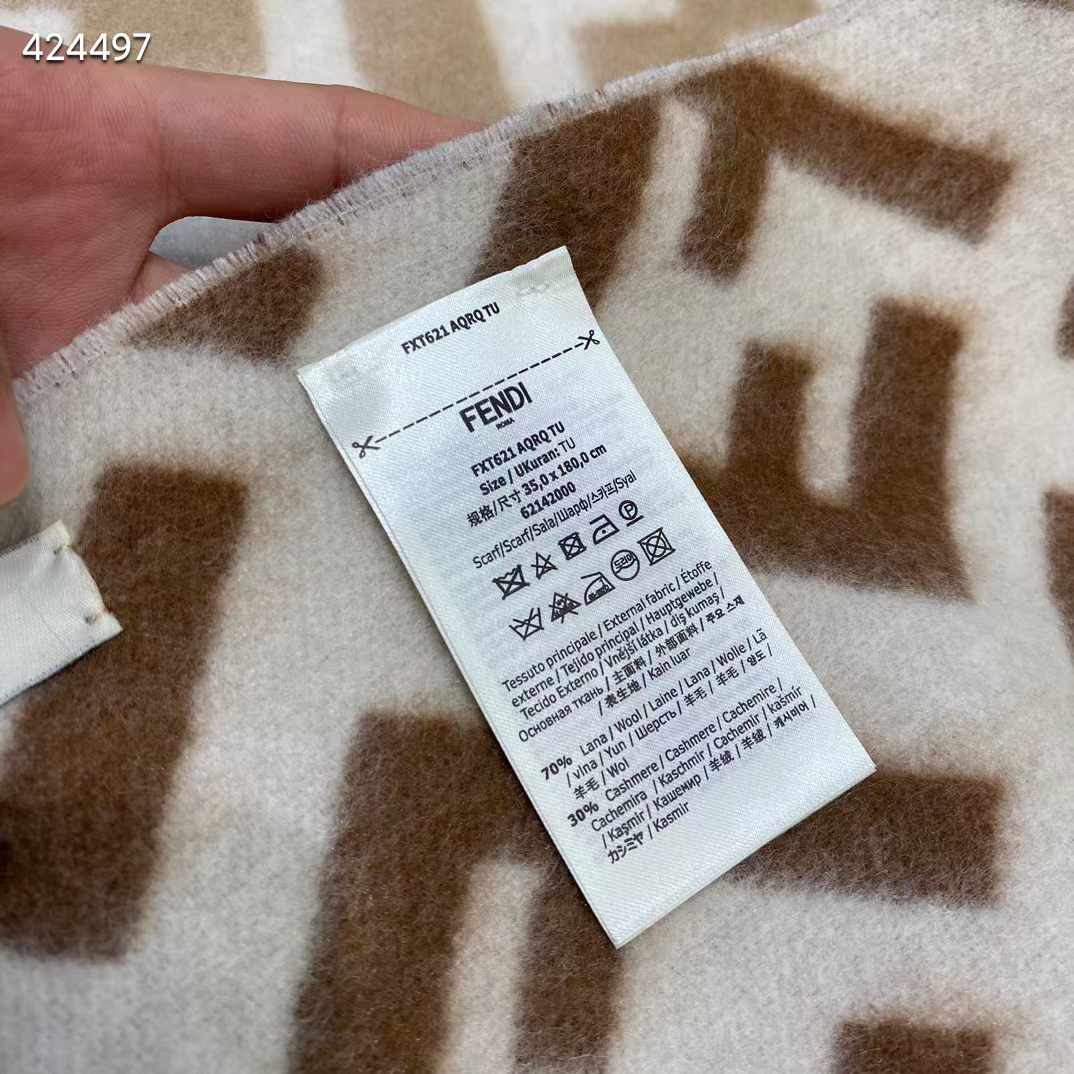 424497
FXT621 AQRQ TU
FENDI
ROMA
FXT621 AQRQ TU
Size / UKuran: TU
规格/尺寸 35,0 x 180,0 cm
62142000
Scarf/Scarf/Sala/Шарф/스카프/Syal
드라이
Tessuto principale / External fabric / Étoffe
externe / Tejido principal / Hauptgewebe /
Tecido Externo / Vnější látka / dış kumaş /
Основная ткань / 主面料 / 外部面料 / 주요 소재
/ 表生地 / Kain luar
70% Lana / Wool / Laine / Lana / Wolle / Lã
/ vlna / Yun / Шерсть / 羊毛 / 羊毛 / 양모 /
羊毛 / Wol
30% Cashmere / Cashmere / Cachemire /
Cachemira / Kaschmir / Cachemir / kašmír
/ Kaşmir / Кашемир / 羊绒 / 羊绒 / 캐시미어 /
カシミヤ / Kasmir